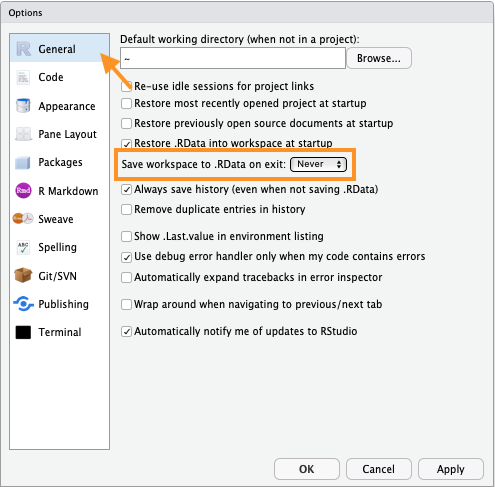 Options
General
Code
Appearance
Pane Layout
Packages
Rmd R Markdown
Sweave
ABC Spelling
Git/SVN
Publishing
Terminal
Default working directory (when not in a project):
~ Browse...
Re-use idle sessions for project links
Restore most recently opened project at startup
Restore previously open source documents at startup
Restore .RData into workspace at startup
Save workspace to .RData on exit: Never
Always save history (even when not saving .RData)
Remove duplicate entries in history
Show .Last.value in environment listing
Use debug error handler only when my code contains errors
Automatically expand tracebacks in error inspector
Wrap around when navigating to previous/next tab
Automatically notify me of updates to RStudio
OK Cancel Apply